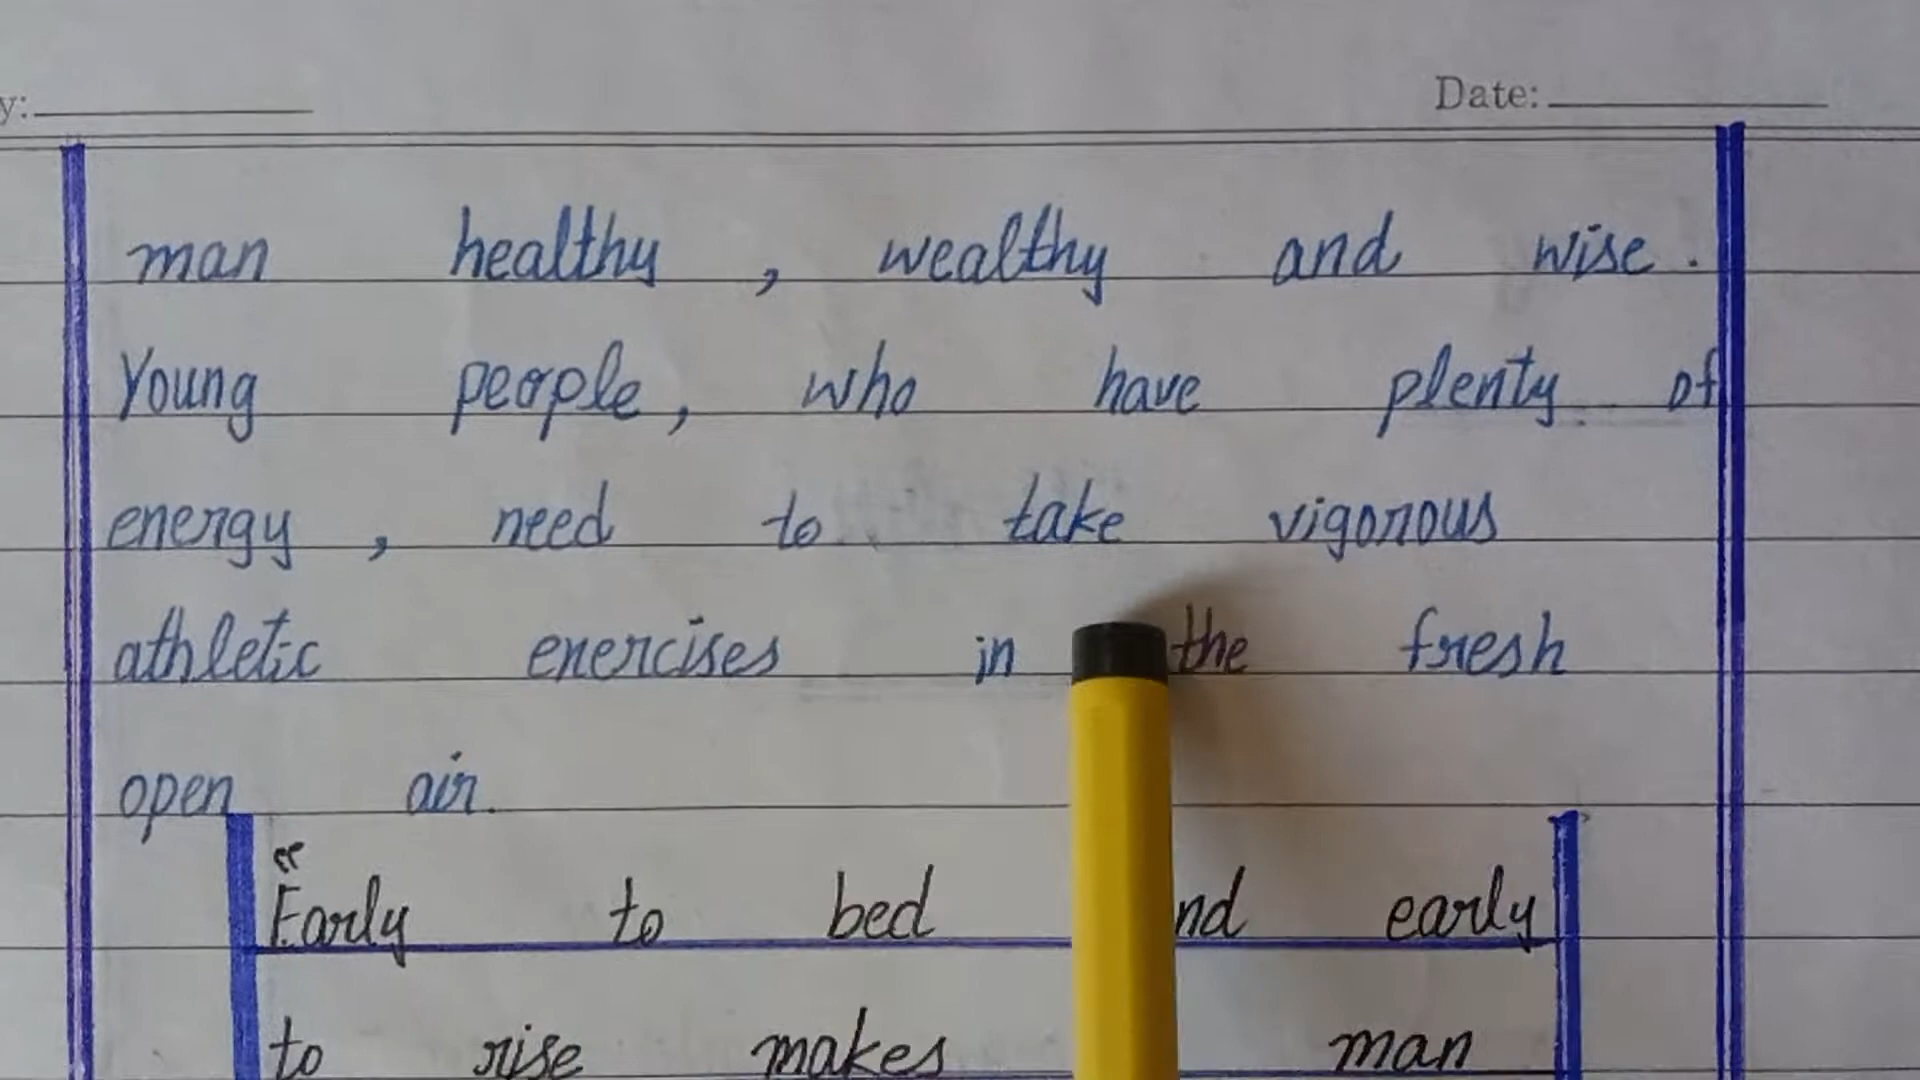 y:
Date:
man healthy, wealthy and wise.
Young people, who have plenty of
energy, need to take vigorous
athletic exercises in the fresh
open air.
"Early to bed nd early
to rise makes man